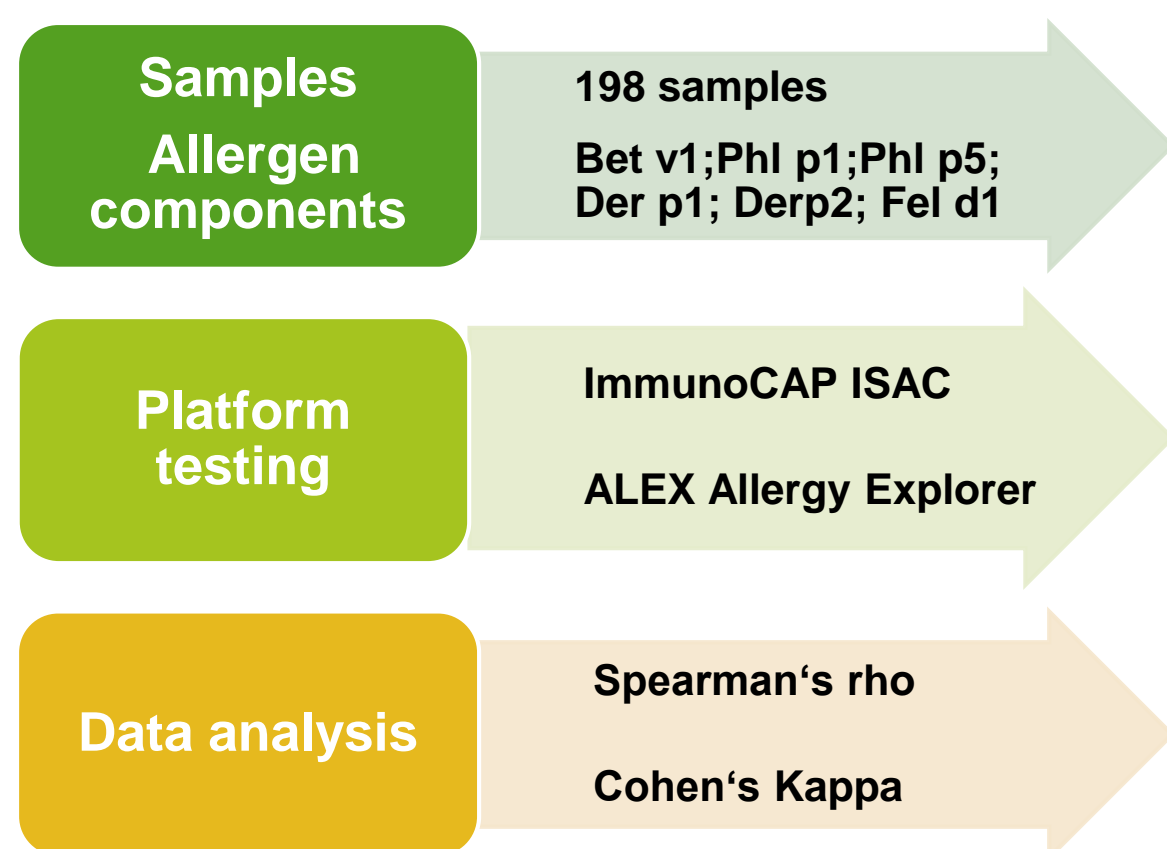 Samples
Allergen
components
198 samples
Bet v1;Phl p1;Phl p5;
Der p1; Derp2; Fel d1
Platform
testing
ImmunoCAP ISAC
ALEX Allergy Explorer
Data analysis
Spearman‘s rho
Cohen‘s Kappa